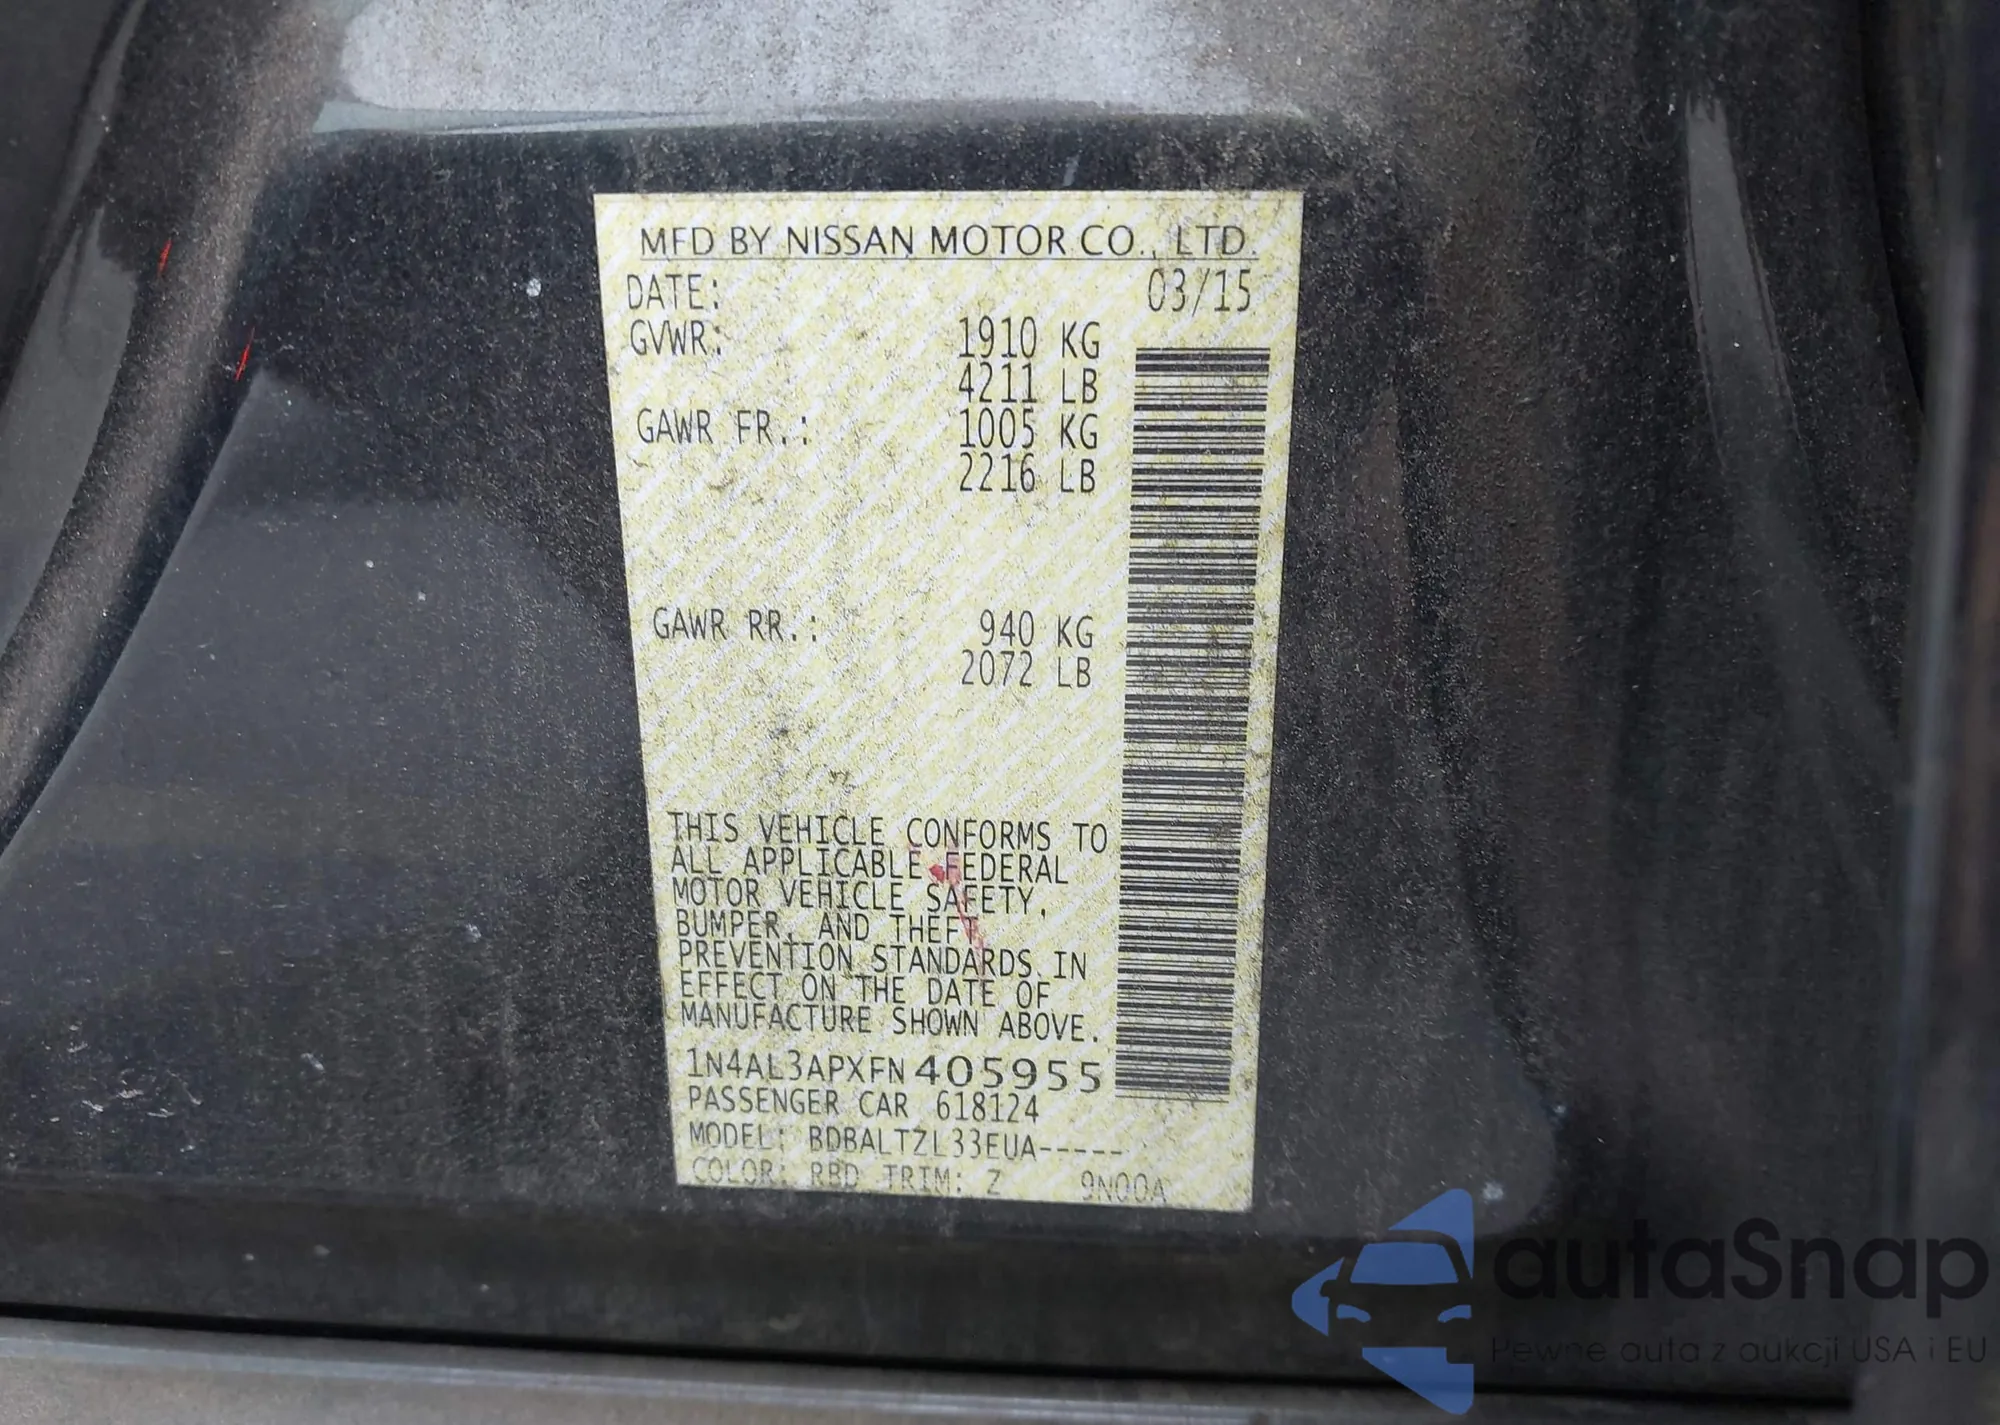 MFD BY NISSAN MOTOR CO., LTD.
DATE: 03/15
GVWR: 1910 KG
4211 LB
GAWR FR.: 1005 KG
2216 LB
GAWR RR.: 940 KG
2072 LB
THIS VEHICLE CONFORMS TO
ALL APPLICABLE FEDERAL
MOTOR VEHICLE SAFETY,
BUMPER, AND THEFT
PREVENTION STANDARDS IN
EFFECT ON THE DATE OF
MANUFACTURE SHOWN ABOVE.
1N4AL3APXFN405955
PASSENGER CAR 618124
MODEL: BDBALTZL33EUA-----
COLOR: RBD TRIM: Z 9N00A
autaSnap
Pewne auta z aukcji USA i EU